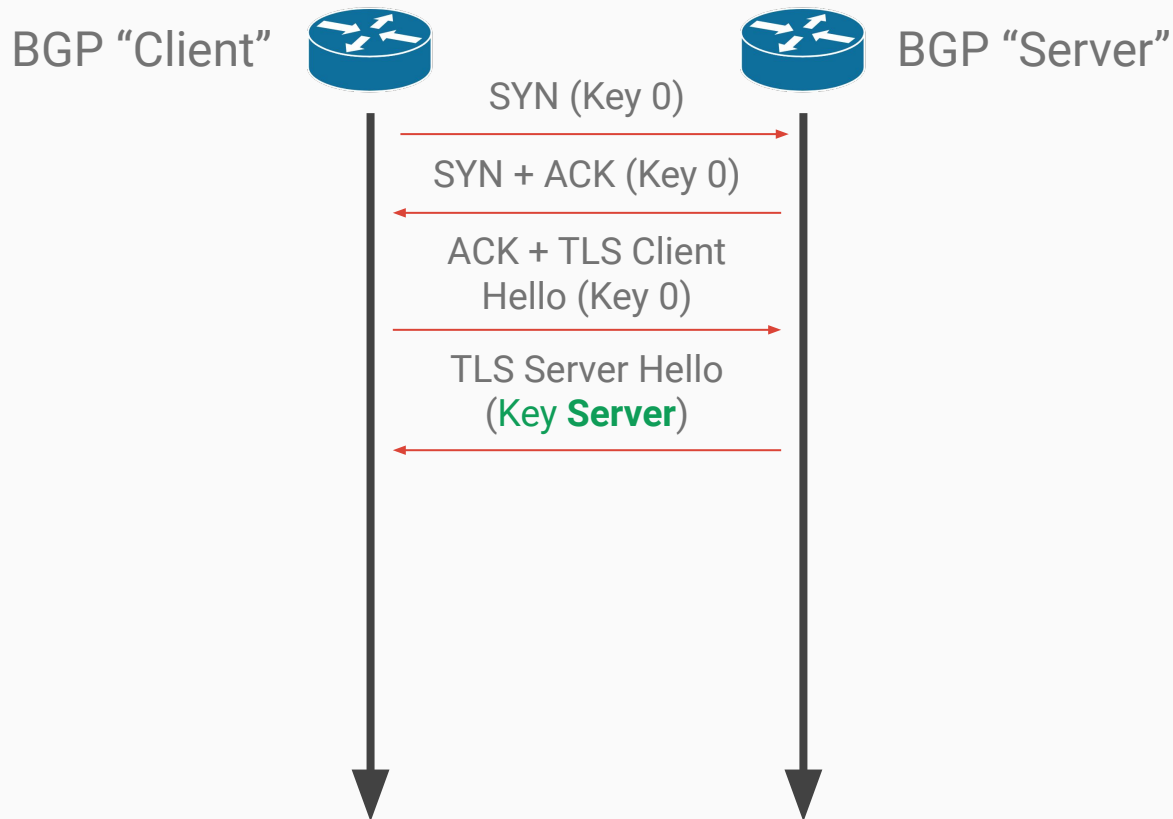 BGP “Client”
BGP “Server”
SYN (Key 0)
SYN + ACK (Key 0)
ACK + TLS Client
Hello (Key 0)
TLS Server Hello
(Key Server)